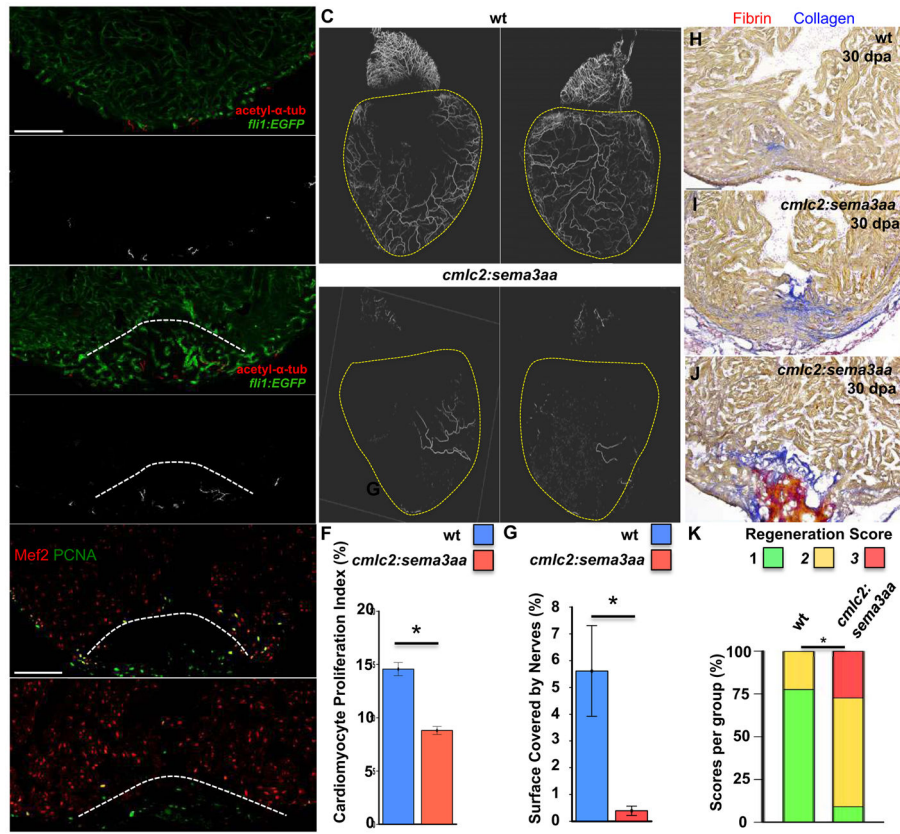 acetyl-α-tub
fli1:EGFP
acetyl-α-tub
fli1:EGFP
Mef2 PCNA
C
wt
cmlc2:sema3aa
G
F
wt
cmlc2:sema3aa
Cardiomyocyte Proliferation Index (%)
20
15
10
5
0
*
G
wt
cmlc2:sema3aa
Surface Covered by Nerves (%)
8
7
6
5
4
3
2
1
0
*
Fibrin Collagen
H
wt
30 dpa
I
cmlc2:sema3aa
30 dpa
J
cmlc2:sema3aa
30 dpa
K
Regeneration Score
1 2 3
wt
cmlc2:
sema3aa
*
Scores per group (%)
100
75
50
25
0